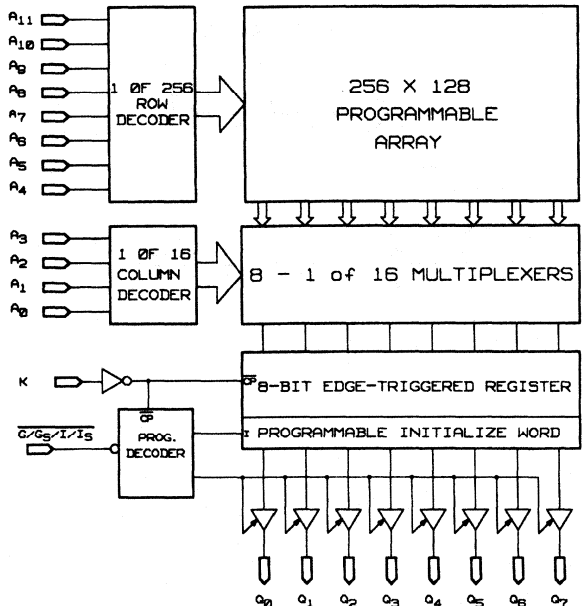 A11
A10
A9
A8
A7
A6
A5
A4
1 OF 256
ROW
DECODER
256 X 128
PROGRAMMABLE
ARRAY
A3
A2
A1
A0
1 OF 16
COLUMN
DECODER
8 - 1 of 16 MULTIPLEXERS
K
CP
8-BIT EDGE-TRIGGERED REGISTER
CP
G/GS/I/IS
PROG.
DECODER
I PROGRAMMABLE INITIALIZE WORD
Q0 Q1 Q2 Q3 Q4 Q5 Q6 Q7